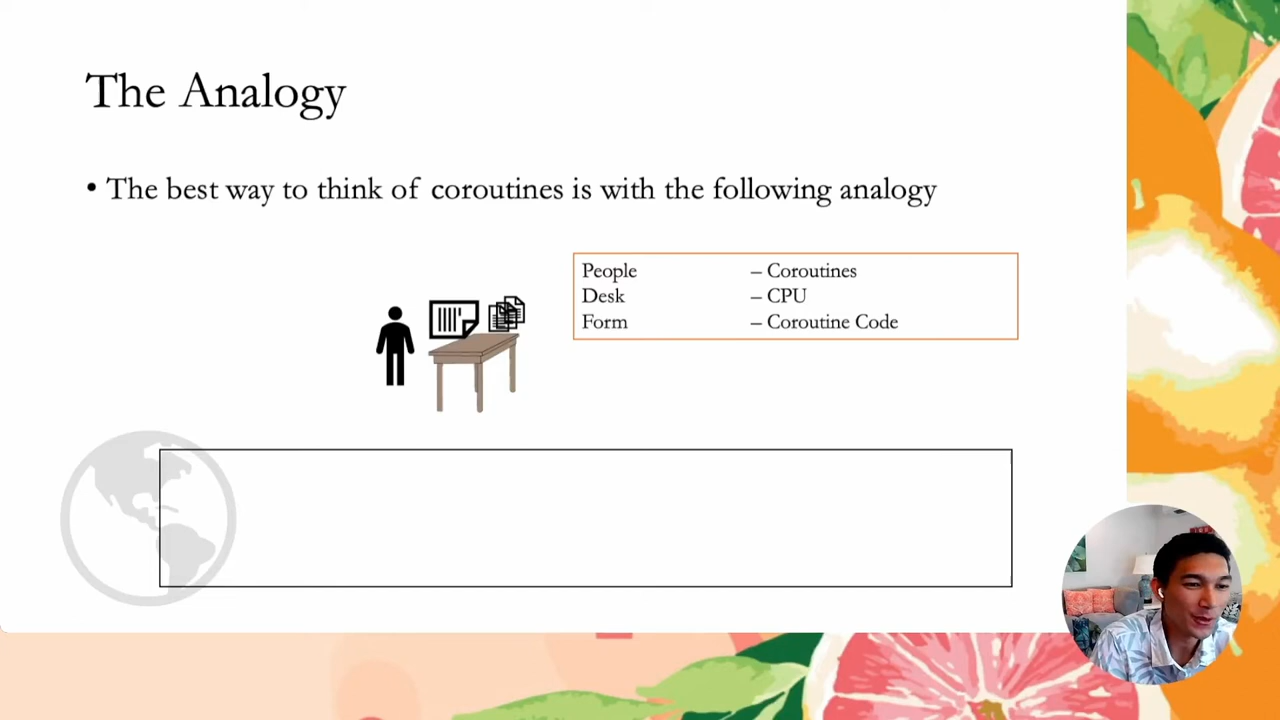 The Analogy
• The best way to think of coroutines is with the following analogy
People – Coroutines
Desk – CPU
Form – Coroutine Code